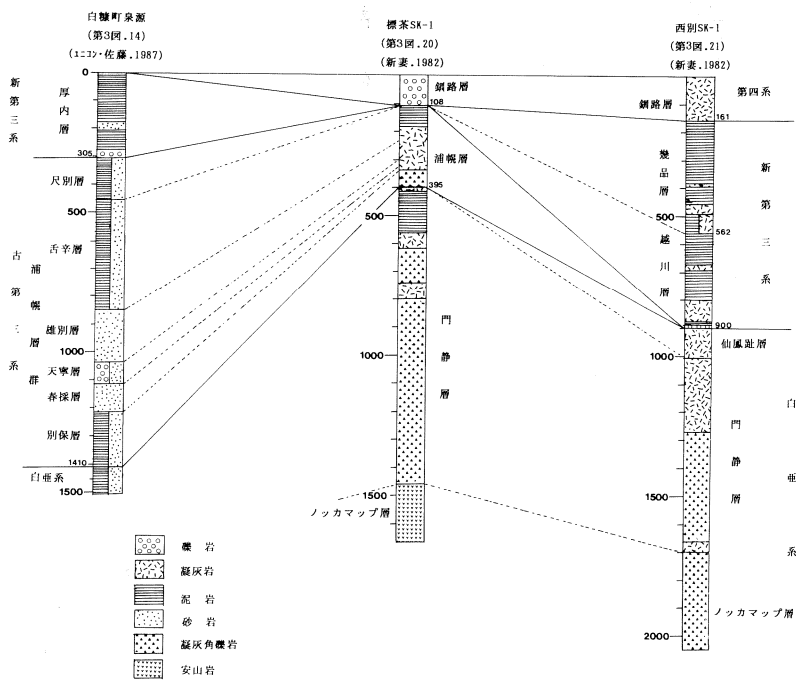 白糠町泉源
(第3図.14)
(ユニコン・佐藤.1987)
標茶SK-1
(第3図.20)
(新妻.1982)
西別SK-1
(第3図.21)
(新妻.1982)
0
新第三系
厚内層
305
尺別層
500
舌辛層
古第三系
浦幌層群
雄別層
1000
天寧層
春採層
別保層
1410
白亜系
1500
釧路層
108
浦幌層
395
500
1000
門静層
1500
ノッカマップ層
釧路層
第四系
161
幾品層
新第三系
500
562
越川層
900
仙鳳趾層
1000
白亜系
門静層
1500
ノッカマップ層
2000
礫岩
凝灰岩
泥岩
砂岩
凝灰角礫岩
安山岩